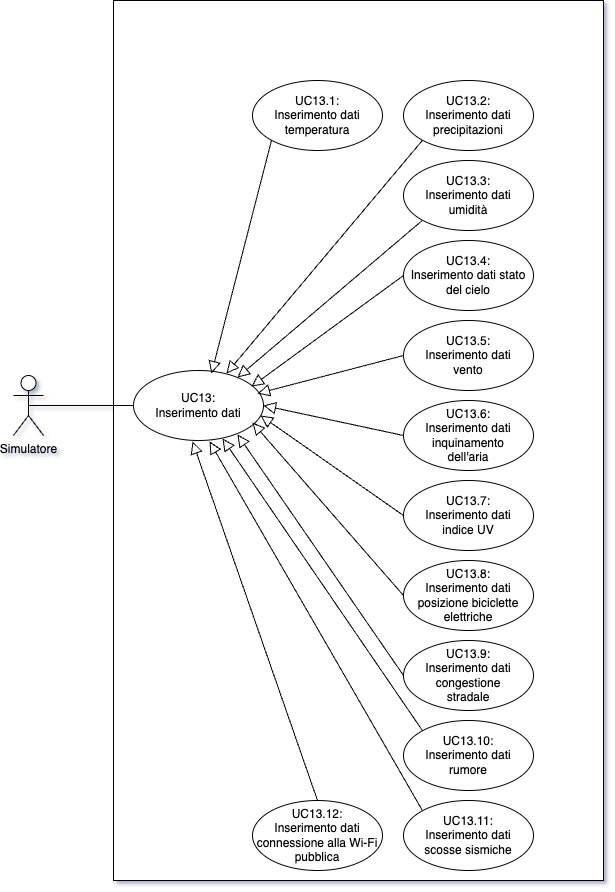 UC13.1:
Inserimento dati
temperatura
UC13.2:
Inserimento dati
precipitazioni
UC13.3:
Inserimento dati
umidità
UC13.4:
Inserimento dati stato
del cielo
UC13.5:
Inserimento dati
vento
UC13:
Inserimento dati
Simulatore
UC13.6:
Inserimento dati
inquinamento
dell'aria
UC13.7:
Inserimento dati
indice UV
UC13.8:
Inserimento dati
posizione biciclette
elettriche
UC13.9:
Inserimento dati
congestione
stradale
UC13.10:
Inserimento dati
rumore
UC13.12:
Inserimento dati
connessione alla Wi-Fi
pubblica
UC13.11:
Inserimento dati
scosse sismiche